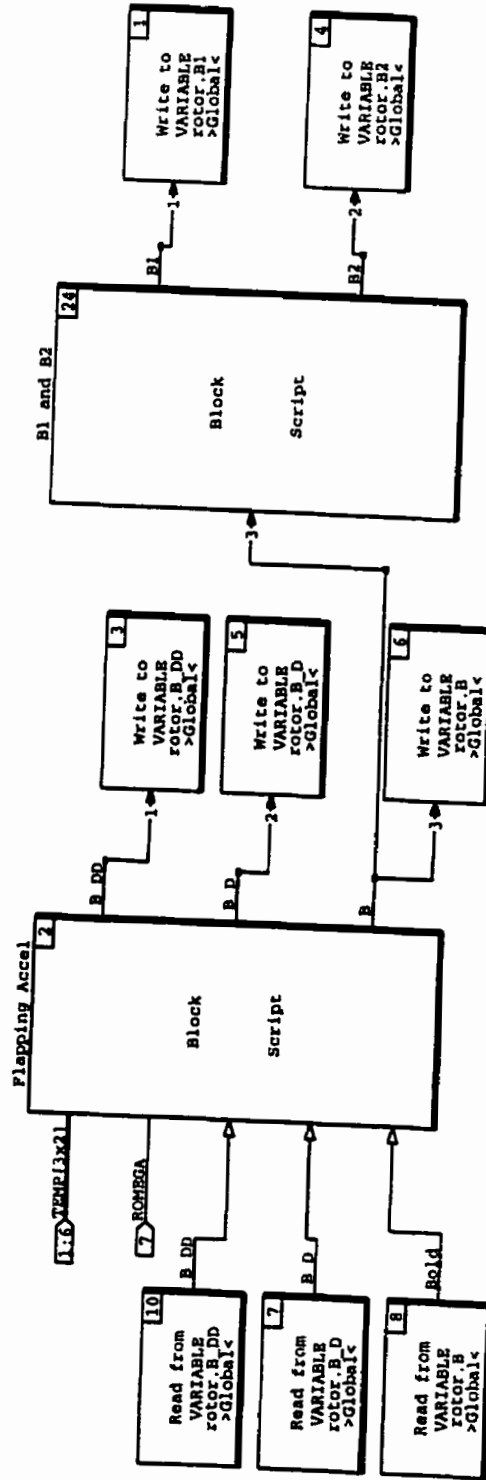 Flapping Accel
2
Block
Script
1:6
TEMP[3x2]
7
ROMEGA
10
Read from
VARIABLE
rotor.B_DD
>Global<
B_DD
7
Read from
VARIABLE
rotor.B_D
>Global<
B_D
8
Read from
VARIABLE
rotor.B
>Global<
Bold
B_DD
1
3
Write to
VARIABLE
rotor.B_DD
>Global<
B_D
2
5
Write to
VARIABLE
rotor.B_D
>Global<
B
3
6
Write to
VARIABLE
rotor.B
>Global<
B1 and B2
24
Block
Script
3
B1
1
1
Write to
VARIABLE
rotor.B1
>Global<
B2
2
4
Write to
VARIABLE
rotor.B2
>Global<